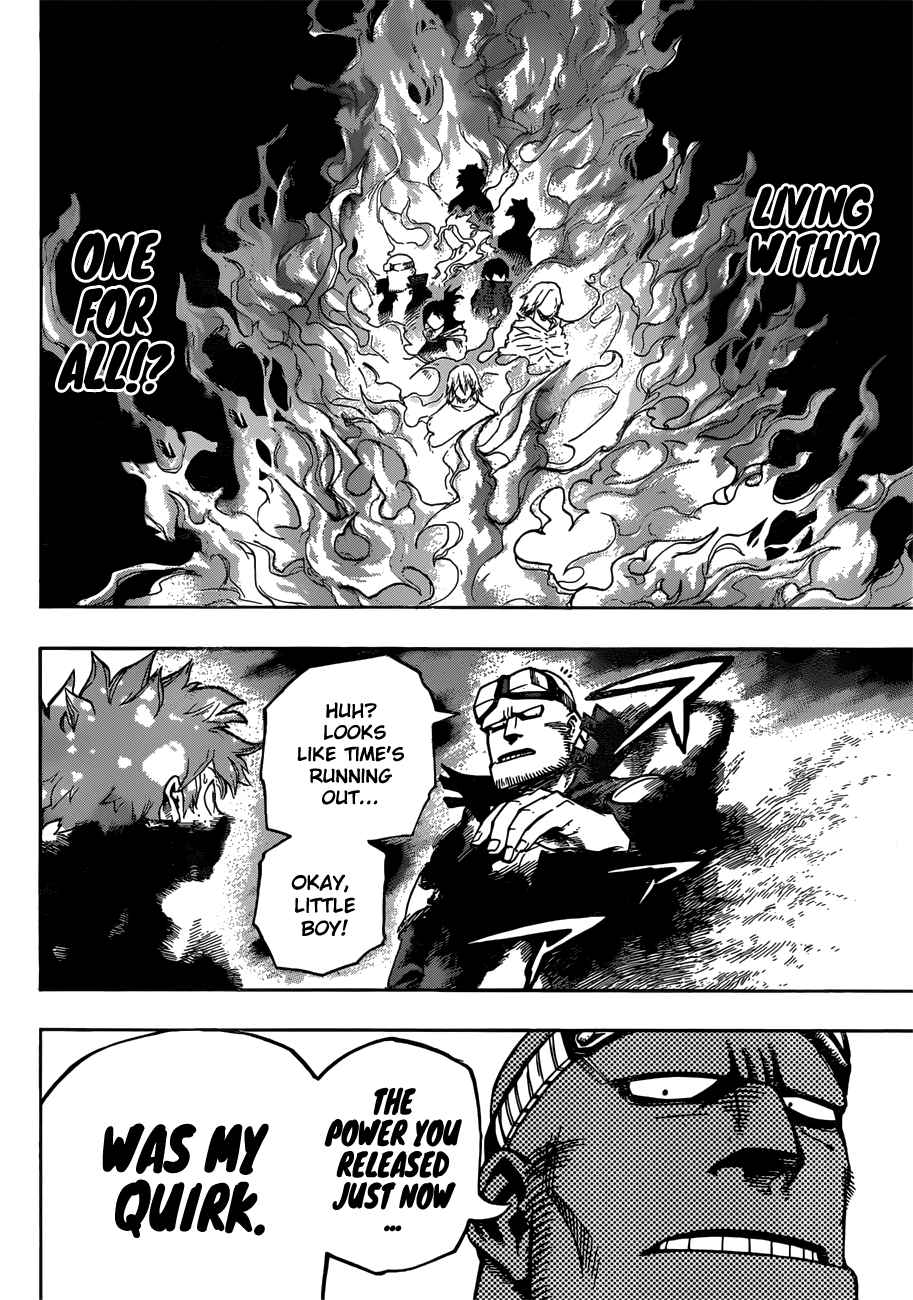 LIVING
WITHIN
ONE
FOR
ALL!?
HUH?
LOOKS
LIKE TIME'S
RUNNING
OUT...
OKAY,
LITTLE
BOY!
THE
POWER YOU
RELEASED
JUST NOW
...
WAS MY
QUIRK.